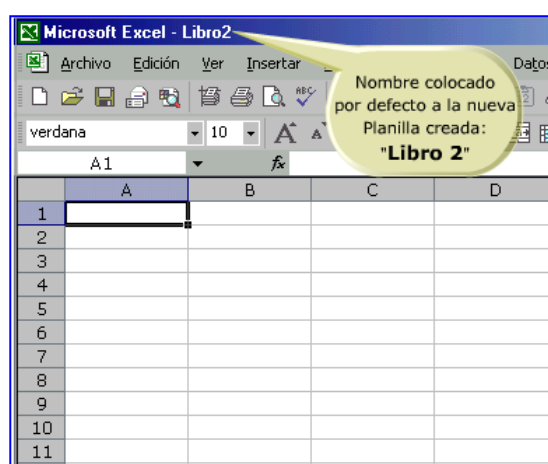 Microsoft Excel - Libro2
Archivo Edición Ver Insertar Datos
Nombre colocado
por defecto a la nueva
Planilla creada:
"Libro 2"
ABC
verdana 10 A A
A1 fx
A B C D
1
2
3
4
5
6
7
8
9
10
11